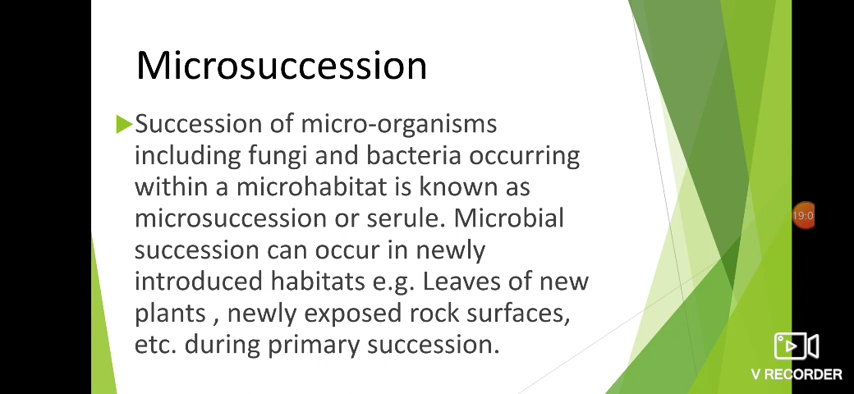 Microsuccession
Succession of micro-organisms
including fungi and bacteria occurring
within a microhabitat is known as
microsuccession or serule. Microbial
succession can occur in newly
introduced habitats e.g. Leaves of new
plants , newly exposed rock surfaces,
etc. during primary succession.
19:0
V RECORDER